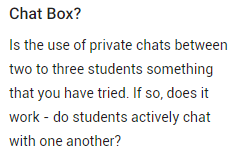 Chat Box?
Is the use of private chats between
two to three students something
that you have tried. If so, does it
work - do students actively chat
with one another?